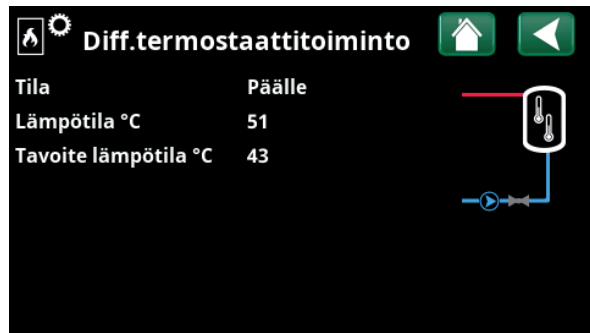 Diff.termostaattitoiminto
Tila Päälle
Lämpötila °C 51
Tavoite lämpötila °C 43